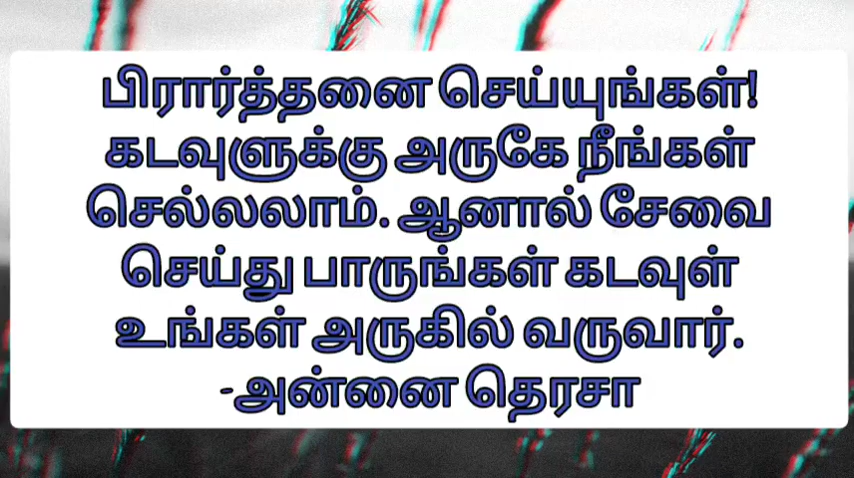 பிரார்த்தனை செய்யுங்கள்!
கடவுளுக்கு அருகே நீங்கள்
செல்லலாம். ஆனால் சேவை
செய்து பாருங்கள் கடவுள்
உங்கள் அருகில் வருவார்.
-அன்னை தெரசா